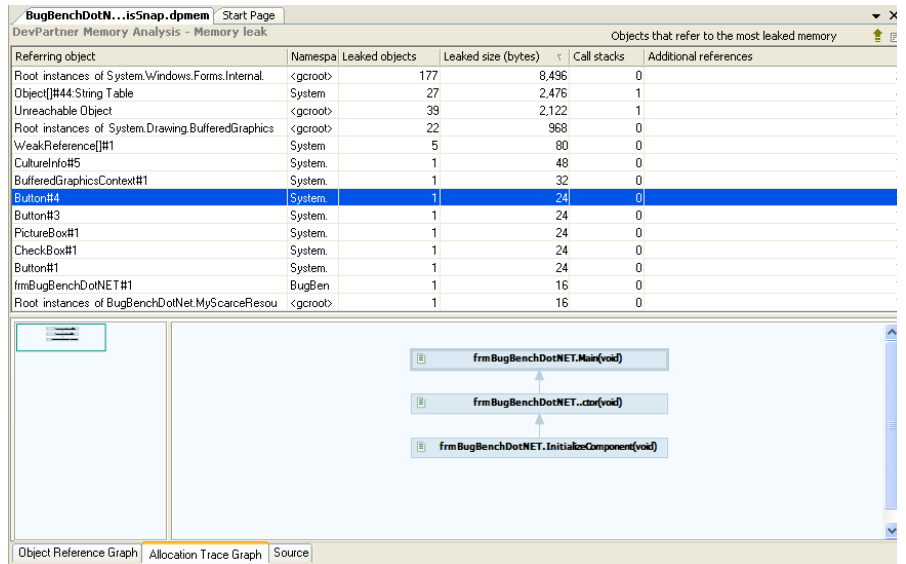 BugBenchDotN...isSnap.dpmem Start Page
DevPartner Memory Analysis - Memory leak
Objects that refer to the most leaked memory
Referring object Namespa Leaked objects Leaked size (bytes) Call stacks Additional references
Root instances of System.Windows.Forms.Internal. <gcroot> 177 8,496 0
Object[]#44:String Table System 27 2,476 1
Unreachable Object <gcroot> 39 2,122 1
Root instances of System.Drawing.BufferedGraphics <gcroot> 22 968 0
WeakReference[]#1 System 5 80 0
CultureInfo#5 System. 1 48 0
BufferedGraphicsContext#1 System. 1 32 0
Button#4 System. 1 24 0
Button#3 System. 1 24 0
PictureBox#1 System. 1 24 0
CheckBox#1 System. 1 24 0
Button#1 System. 1 24 0
frmBugBenchDotNET#1 BugBen 1 16 0
Root instances of BugBenchDotNet.MyScarceResou <gcroot> 1 16 0
frmBugBenchDotNET.Main(void)
frmBugBenchDotNET..ctor(void)
frmBugBenchDotNET.InitializeComponent(void)
Object Reference Graph Allocation Trace Graph Source